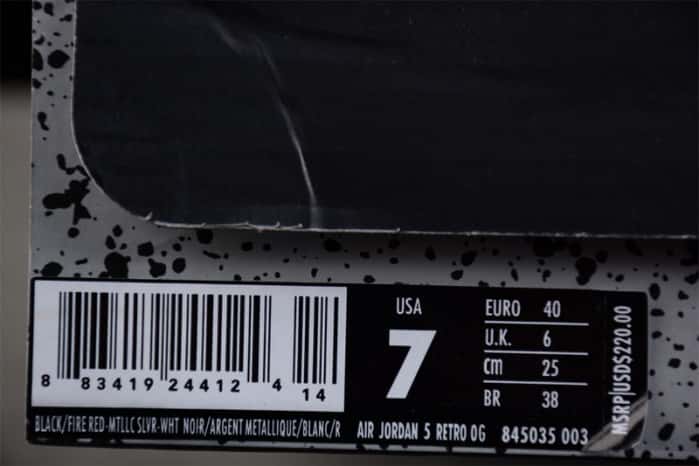 USA
7
EURO 40
U.K. 6
cm 25
BR 38
MSRP|USD$220.00
8 83419 24412 4
14
BLACK/FIRE RED-MTLLC SLVR-WHT NOIR/ARGENT METALLIQUE/BLANC/R
AIR JORDAN 5 RETRO OG 845035 003